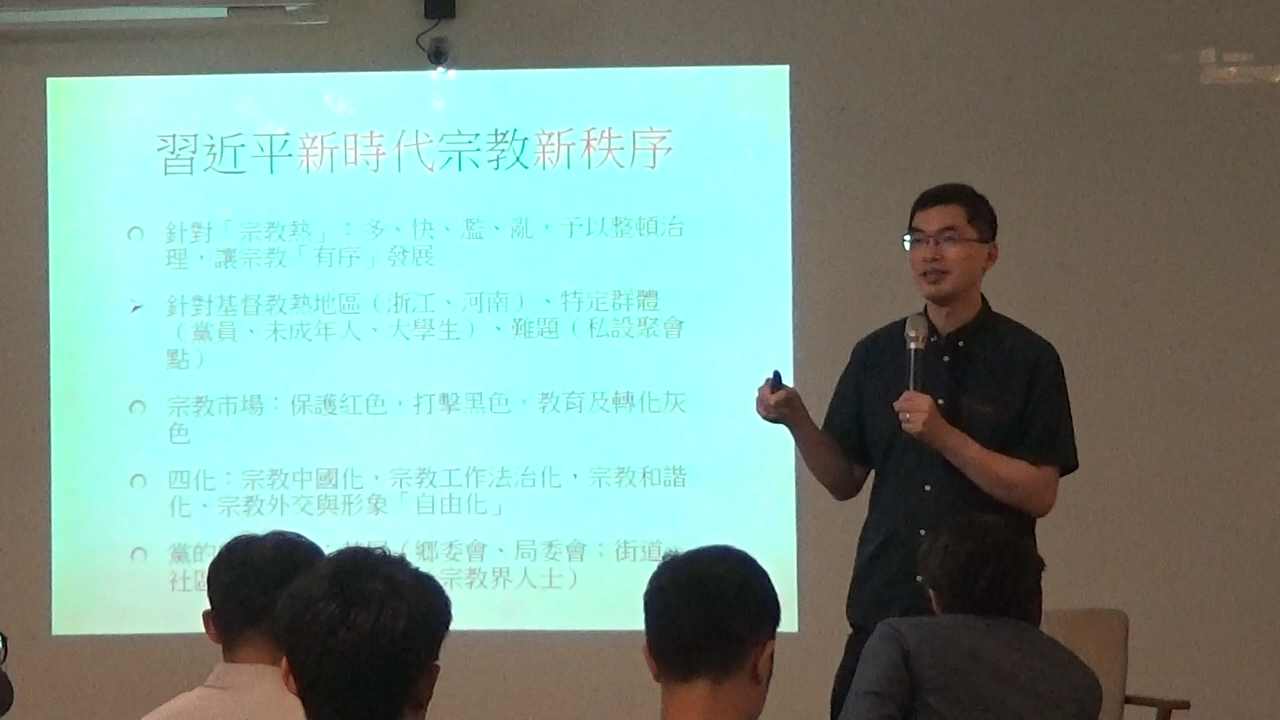 習近平新時代宗教新秩序
針對「宗教熱」：多、快、濫、亂，予以整頓治
理，讓宗教「有序」發展
針對基督教熱地區（浙江、河南）、特定群體
（黨員、未成年人、大學生）、難題（私設聚會
點）
宗教市場：保護紅色，打擊黑色，教育及轉化灰
色
四化：宗教中國化，宗教工作法治化，宗教和諧
化、宗教外交與形象「自由化」
黨的 （鄉委會、局委會；街道、
社區 宗教界人士）